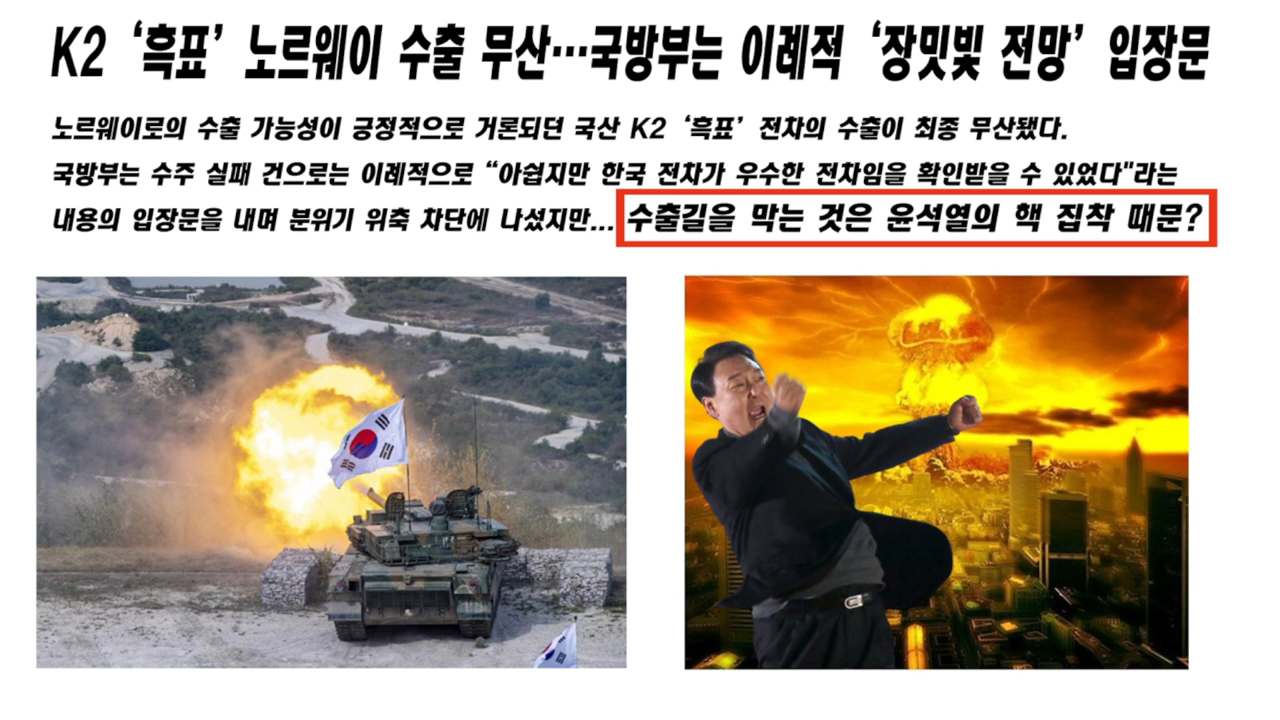 K2 ‘흑표’ 노르웨이 수출 무산…국방부는 이례적 ‘장밋빛 전망’ 입장문
노르웨이로의 수출 가능성이 긍정적으로 거론되던 국산 K2 ‘흑표’ 전차의 수출이 최종 무산됐다.
국방부는 수주 실패 건으로는 이례적으로 “아쉽지만 한국 전차가 우수한 전차임을 확인받을 수 있었다"라는
내용의 입장문을 내며 분위기 위축 차단에 나섰지만... 수출길을 막는 것은 윤석열의 핵 집착 때문?